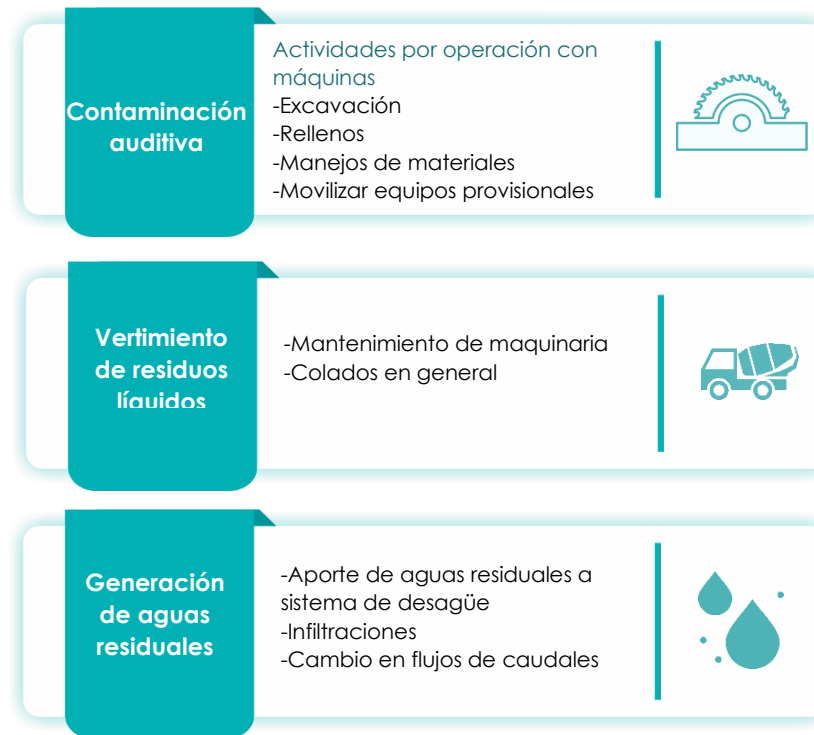 Contaminación
auditiva
Actividades por operación con
máquinas
-Excavación
-Rellenos
-Manejos de materiales
-Movilizar equipos provisionales
Vertimiento
de residuos
líquidos
-Mantenimiento de maquinaria
-Colados en general
Generación
de aguas
residuales
-Aporte de aguas residuales a
sistema de desagüe
-Infiltraciones
-Cambio en flujos de caudales